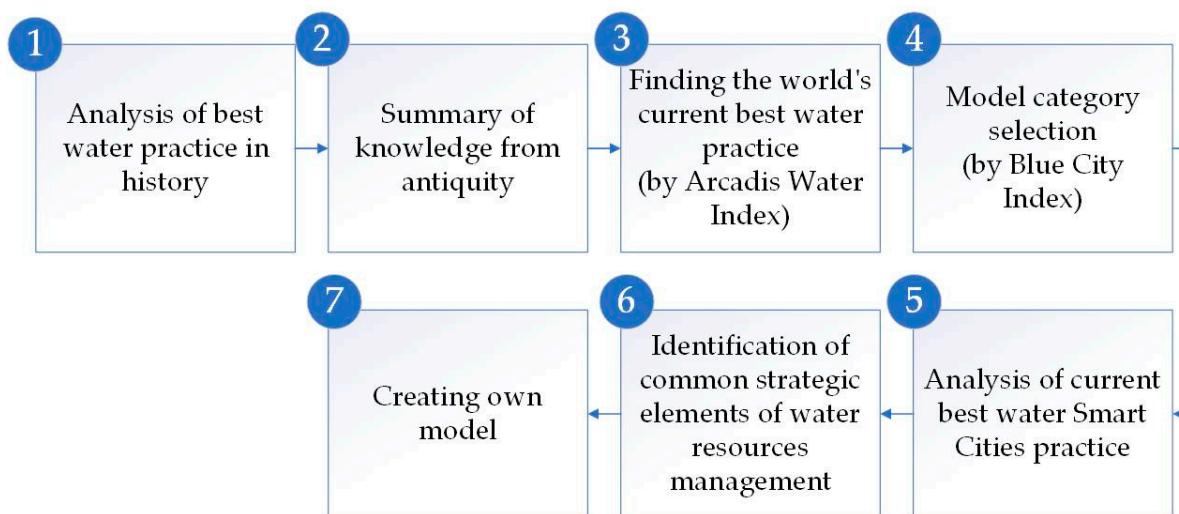 1
Analysis of best
water practice in
history
2
Summary of
knowledge from
antiquity
3
Finding the world's
current best water
practice
(by Arcadis Water
Index)
4
Model category
selection
(by Blue City
Index)
5
Analysis of current
best water Smart
Cities practice
6
Identification of
common strategic
elements of water
resources
management
7
Creating own
model